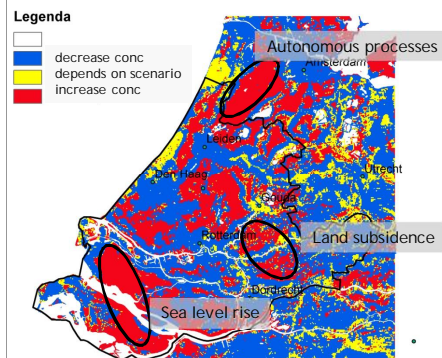 Legenda
decrease conc
depends on scenario
increase conc
Autonomous processes
Amsterdam
Leiden
Utrecht
Den Haag
Gouda
Rotterdam
Land subsidence
Dordrecht
Sea level rise